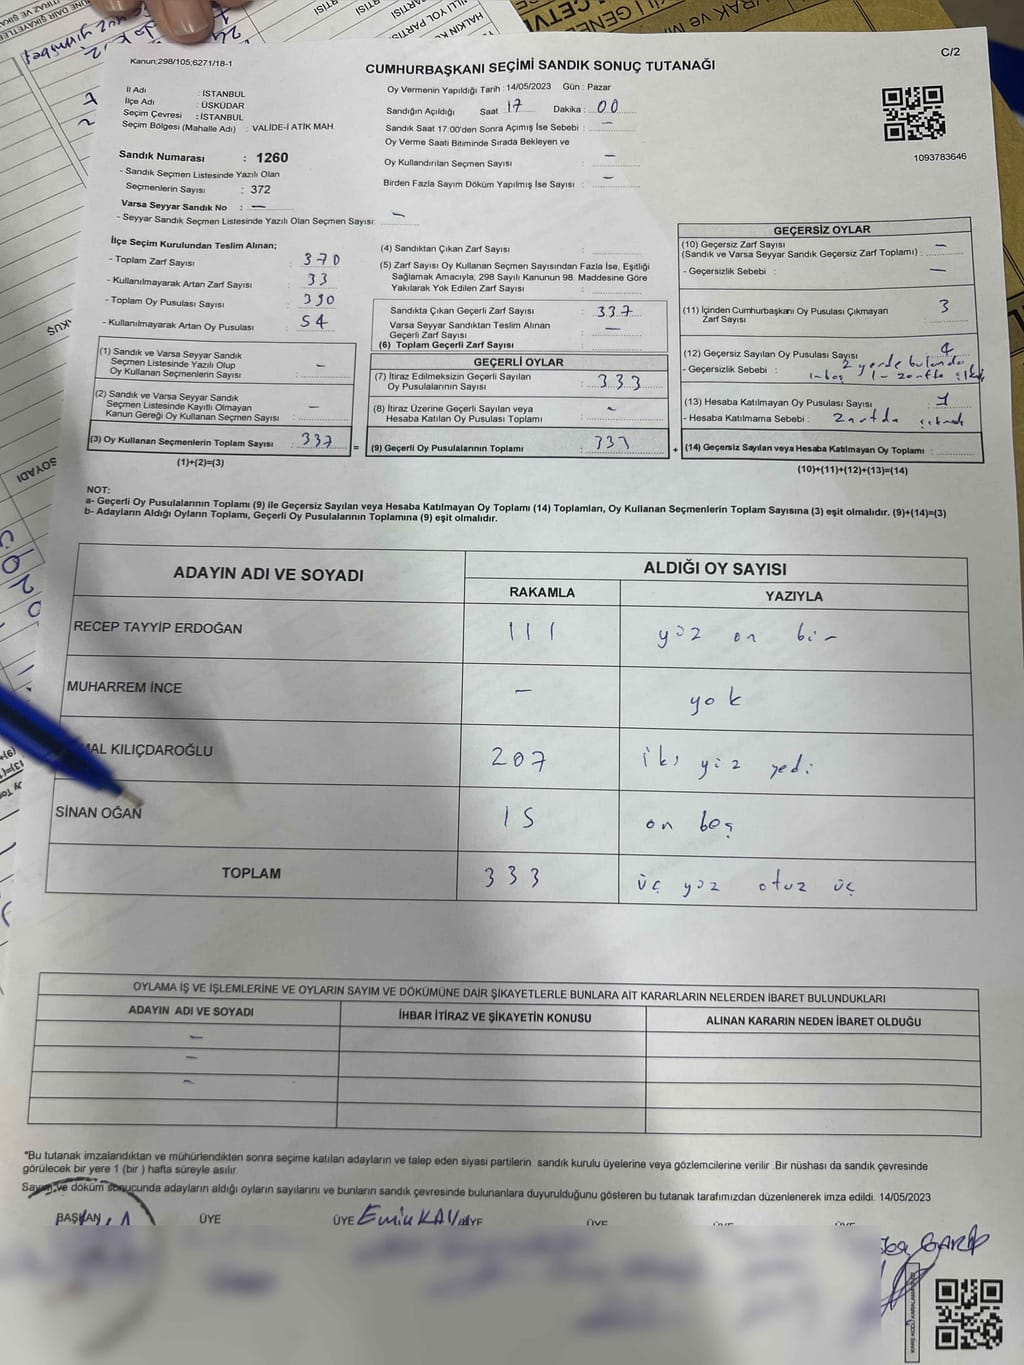 Kanun;298/105;6271/18-1
CUMHURBAŞKANI SEÇİMİ SANDIK SONUÇ TUTANAĞI
C/2
İl Adı : İSTANBUL
İlçe Adı : ÜSKÜDAR
Seçim Çevresi : İSTANBUL
Seçim Bölgesi (Mahalle Adı) : VALİDE-İ ATİK MAH.
Sandık Numarası : 1260
- Sandık Seçmen Listesinde Yazılı Olan
Seçmenlerin Sayısı : 372
Varsa Seyyar Sandık No : —
- Seyyar Sandık Seçmen Listesinde Yazılı Olan Seçmen Sayısı: —
Oy Vermenin Yapıldığı Tarih : 14/05/2023 Gün : Pazar
Sandığın Açıldığı Saat : 17 Dakika : 00
Sandık Saat 17:00'den Sonra Açımış İse Sebebi : —
Oy Verme Saati Bitiminde Sırada Bekleyen ve
Oy Kullandırılan Seçmen Sayısı : —
Birden Fazla Sayım Döküm Yapılmış İse Sayısı : —
1093783646
İlçe Seçim Kurulundan Teslim Alınan;
- Toplam Zarf Sayısı : 370
- Kullanılmayarak Artan Zarf Sayısı : 33
- Toplam Oy Pusulası Sayısı : 390
- Kullanılmayarak Artan Oy Pusulası : 54
(1) Sandık ve Varsa Seyyar Sandık
Seçmen Listesinde Yazılı Olup
Oy Kullanan Seçmenlerin Sayısı : —
(2) Sandık ve Varsa Seyyar Sandık
Seçmen Listesinde Kayıtlı Olmayan
Kanun Gereği Oy Kullanan Seçmen Sayısı : —
(3) Oy Kullanan Seçmenlerin Toplam Sayısı : 337
(1)+(2)=(3)
=
(4) Sandıktan Çıkan Zarf Sayısı :
(5) Zarf Sayısı Oy Kullanan Seçmen Sayısından Fazla İse, Eşitliği
Sağlamak Amacıyla; 298 Sayılı Kanunun 98. Maddesine Göre
Yakılarak Yok Edilen Zarf Sayısı :
Sandıkta Çıkan Geçerli Zarf Sayısı : 337
Varsa Seyyar Sandıktan Teslim Alınan
Geçerli Zarf Sayısı : —
(6) Toplam Geçerli Zarf Sayısı :
GEÇERLİ OYLAR
(7) İtiraz Edilmeksizin Geçerli Sayılan
Oy Pusulalarının Sayısı : 333
(8) İtiraz Üzerine Geçerli Sayılan veya
Hesaba Katılan Oy Pusulası Toplamı : -
(9) Geçerli Oy Pusulalarının Toplamı : 333
+
GEÇERSİZ OYLAR
(10) Geçersiz Zarf Sayısı
(Sandık ve Varsa Seyyar Sandık Geçersiz Zarf Toplamı) : —
- Geçersizlik Sebebi : —
(11) İçinden Cumhurbaşkanı Oy Pusulası Çıkmayan
Zarf Sayısı : 3
(12) Geçersiz Sayılan Oy Pusulası Sayısı :
- Geçersizlik Sebebi : 2 yerde
(13) Hesaba Katılmayan Oy Pusulası Sayısı : 1
- Hesaba Katılmama Sebebi :
(14) Geçersiz Sayılan veya Hesaba Katılmayan Oy Toplamı :
(10)+(11)+(12)+(13)=(14)
NOT:
a- Geçerli Oy Pusulalarının Toplamı (9) ile Geçersiz Sayılan veya Hesaba Katılmayan Oy Toplamı (14) Toplamları, Oy Kullanan Seçmenlerin Toplam Sayısına (3) eşit olmalıdır. (9)+(14)=(3)
b- Adayların Aldığı Oyların Toplamı, Geçerli Oy Pusulalarının Toplamına (9) eşit olmalıdır.
ADAYIN ADI VE SOYADI
ALDIĞI OY SAYISI
RAKAMLA YAZIYLA
RECEP TAYYİP ERDOĞAN 111 yüz on bir
MUHARREM İNCE — yok
MAL KILIÇDAROĞLU 207 iki yüz yedi
SİNAN OĞAN 15 on beş
TOPLAM 333 üç yüz otuz üç
OYLAMA İŞ VE İŞLEMLERİNE VE OYLARIN SAYIM VE DÖKÜMÜNE DAİR ŞİKAYETLERLE BUNLARA AİT KARARLARIN NELERDEN İBARET BULUNDUKLARI
ADAYIN ADI VE SOYADI İHBAR İTİRAZ VE ŞİKAYETİN KONUSU ALINAN KARARIN NEDEN İBARET OLDUĞU
—
—
—
*Bu tutanak imzalandıktan ve mühürlendikten sonra seçime katılan adayların ve talep eden siyasi partilerin sandık kurulu üyelerine veya gözlemcilerine verilir .Bir nüshası da sandık çevresinde
görülecek bir yere 1 (bir ) hafta süreyle asılır.
Sayım ve döküm sonucunda adayların aldığı oyların sayılarını ve bunların sandık çevresinde bulunanlara duyurulduğunu gösteren bu tutanak tarafımızdan düzenlenerek imza edildi. 14/05/2023
BAŞKAN ÜYE ÜYE Emin ÜYE ÜYE ÜYE
GARİP